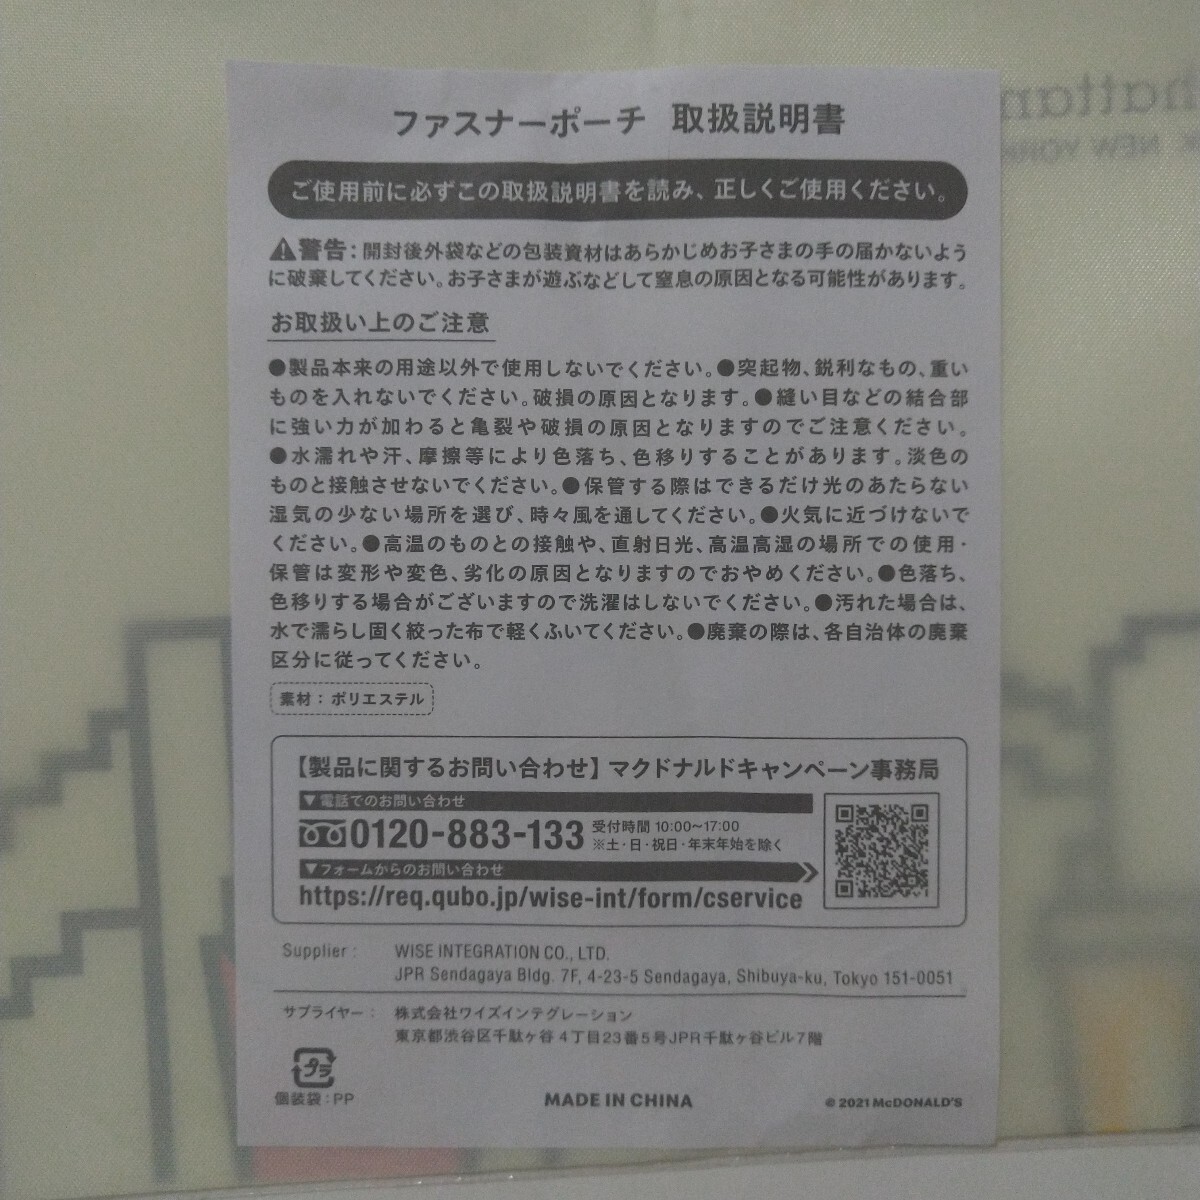 hattan
K, NEW YORK
ファスナーポーチ 取扱説明書
ご使用前に必ずこの取扱説明書を読み、正しくご使用ください。
⚠警告：開封後外袋などの包装資材はあらかじめお子さまの手の届かないよう
に破棄してください。お子さまが遊ぶなどして窒息の原因となる可能性があります。
お取扱い上のご注意
●製品本来の用途以外で使用しないでください。●突起物、鋭利なもの、重い
ものを入れないでください。破損の原因となります。●縫い目などの結合部
に強い力が加わると亀裂や破損の原因となりますのでご注意ください。
●水濡れや汗、摩擦等により色落ち、色移りすることがあります。淡色の
ものと接触させないでください。●保管する際はできるだけ光のあたらない
湿気の少ない場所を選び、時々風を通してください。●火気に近づけないで
ください。●高温のものとの接触や、直射日光、高温高湿の場所での使用・
保管は変形や変色、劣化の原因となりますのでおやめください。●色落ち、
色移りする場合がございますので洗濯はしないでください。●汚れた場合は、
水で濡らし固く絞った布で軽くふいてください。●廃棄の際は、各自治体の廃棄
区分に従ってください。
素材：ポリエステル
【製品に関するお問い合わせ】マクドナルドキャンペーン事務局
▼電話でのお問い合わせ
0120-883-133 受付時間 10:00〜17:00
※土・日・祝日・年末年始を除く
▼フォームからのお問い合わせ
https://req.qubo.jp/wise-int/form/cservice
Supplier : WISE INTEGRATION CO., LTD.
JPR Sendagaya Bldg. 7F, 4-23-5 Sendagaya, Shibuya-ku, Tokyo 151-0051
サプライヤー： 株式会社ワイズインテグレーション
東京都渋谷区千駄ヶ谷4丁目23番5号JPR千駄ヶ谷ビル7階
プラ
個装袋：PP
MADE IN CHINA
© 2021 McDONALD'S